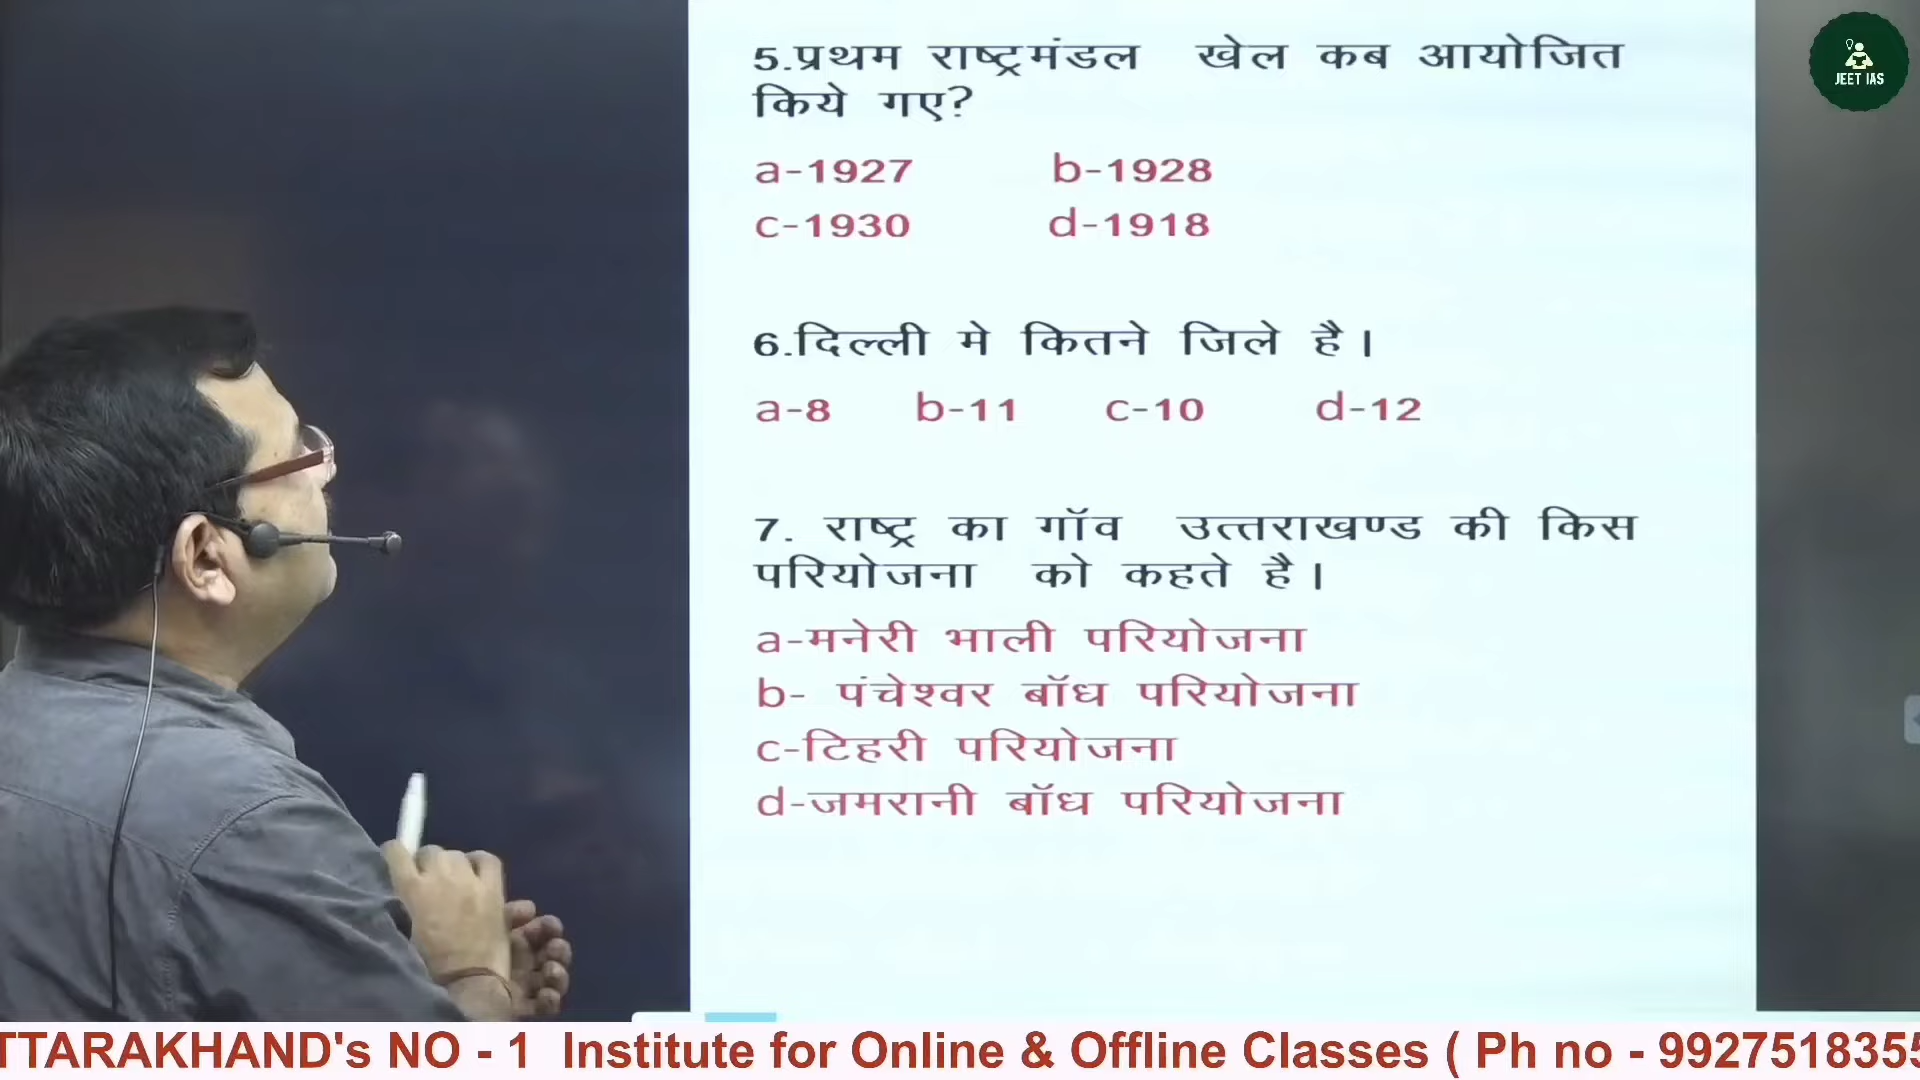 5.प्रथम राष्ट्रमंडल खेल कब आयोजित
किये गए?
a-1927 b-1928
c-1930 d-1918
6.दिल्ली मे कितने जिले है।
a-8 b-11 c-10 d-12
7. राष्ट्र का गॉव उत्तराखण्ड की किस
परियोजना को कहते है।
a-मनेरी भाली परियोजना
b- पंचेश्वर बॉध परियोजना
c-टिहरी परियोजना
d-जमरानी बॉध परियोजना
JEET IAS
TTARAKHAND's NO - 1 Institute for Online & Offline Classes ( Ph no - 9927518355